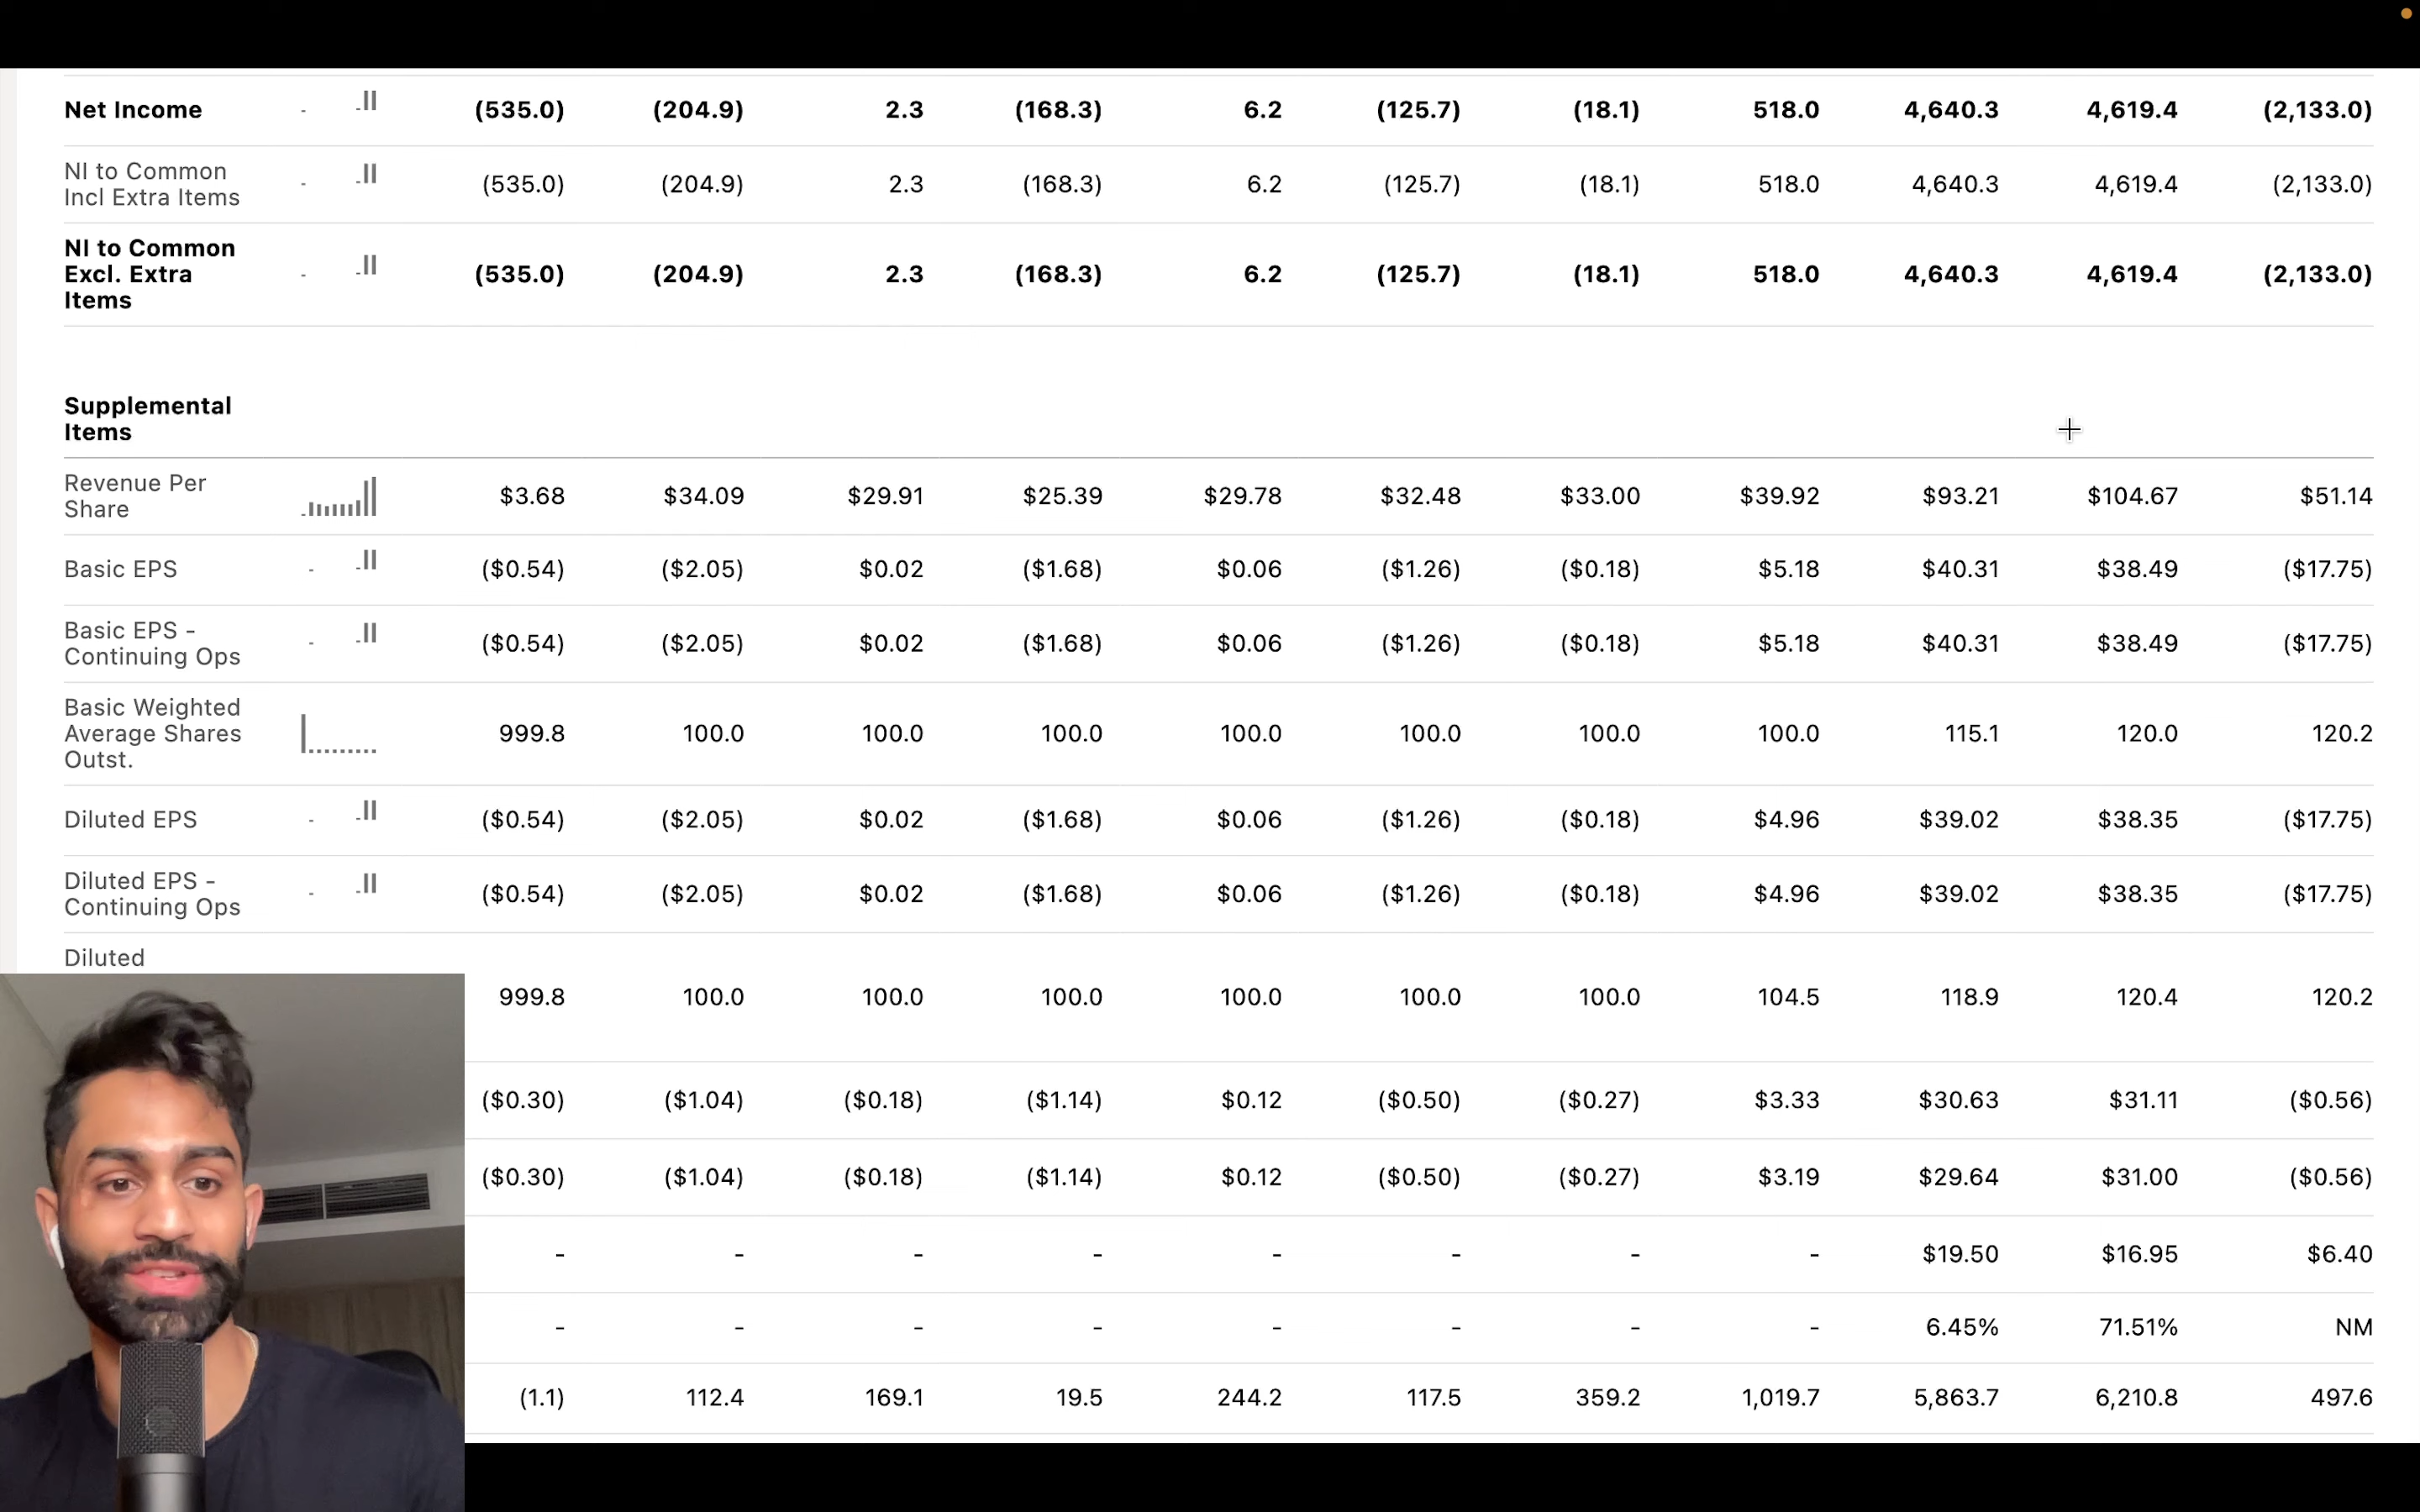 Net Income (535.0) (204.9) 2.3 (168.3) 6.2 (125.7) (18.1) 518.0 4,640.3 4,619.4 (2,133.0)
NI to Common
Incl Extra Items (535.0) (204.9) 2.3 (168.3) 6.2 (125.7) (18.1) 518.0 4,640.3 4,619.4 (2,133.0)
NI to Common
Excl. Extra
Items (535.0) (204.9) 2.3 (168.3) 6.2 (125.7) (18.1) 518.0 4,640.3 4,619.4 (2,133.0)
Supplemental
Items
Revenue Per
Share $3.68 $34.09 $29.91 $25.39 $29.78 $32.48 $33.00 $39.92 $93.21 $104.67 $51.14
Basic EPS ($0.54) ($2.05) $0.02 ($1.68) $0.06 ($1.26) ($0.18) $5.18 $40.31 $38.49 ($17.75)
Basic EPS -
Continuing Ops ($0.54) ($2.05) $0.02 ($1.68) $0.06 ($1.26) ($0.18) $5.18 $40.31 $38.49 ($17.75)
Basic Weighted
Average Shares
Outst. 999.8 100.0 100.0 100.0 100.0 100.0 100.0 100.0 115.1 120.0 120.2
Diluted EPS ($0.54) ($2.05) $0.02 ($1.68) $0.06 ($1.26) ($0.18) $4.96 $39.02 $38.35 ($17.75)
Diluted EPS -
Continuing Ops ($0.54) ($2.05) $0.02 ($1.68) $0.06 ($1.26) ($0.18) $4.96 $39.02 $38.35 ($17.75)
Diluted
999.8 100.0 100.0 100.0 100.0 100.0 100.0 104.5 118.9 120.4 120.2
($0.30) ($1.04) ($0.18) ($1.14) $0.12 ($0.50) ($0.27) $3.33 $30.63 $31.11 ($0.56)
($0.30) ($1.04) ($0.18) ($1.14) $0.12 ($0.50) ($0.27) $3.19 $29.64 $31.00 ($0.56)
- - - - - - - - $19.50 $16.95 $6.40
- - - - - - - - 6.45% 71.51% NM
(1.1) 112.4 169.1 19.5 244.2 117.5 359.2 1,019.7 5,863.7 6,210.8 497.6